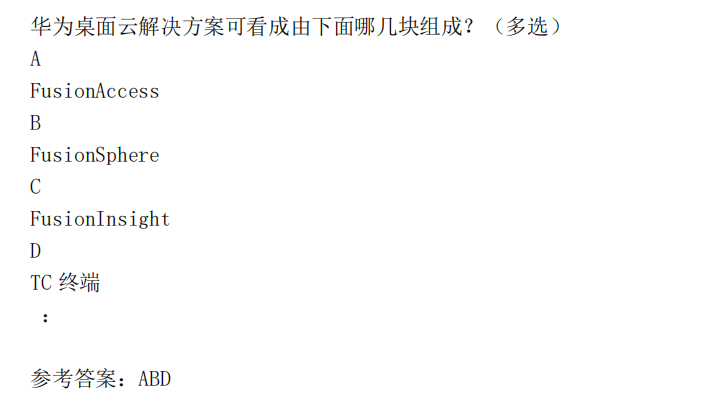 华为桌面云解决方案可看成由下面哪几块组成？（多选）
A
FusionAccess
B
FusionSphere
C
FusionInsight
D
TC 终端
：
参考答案：ABD